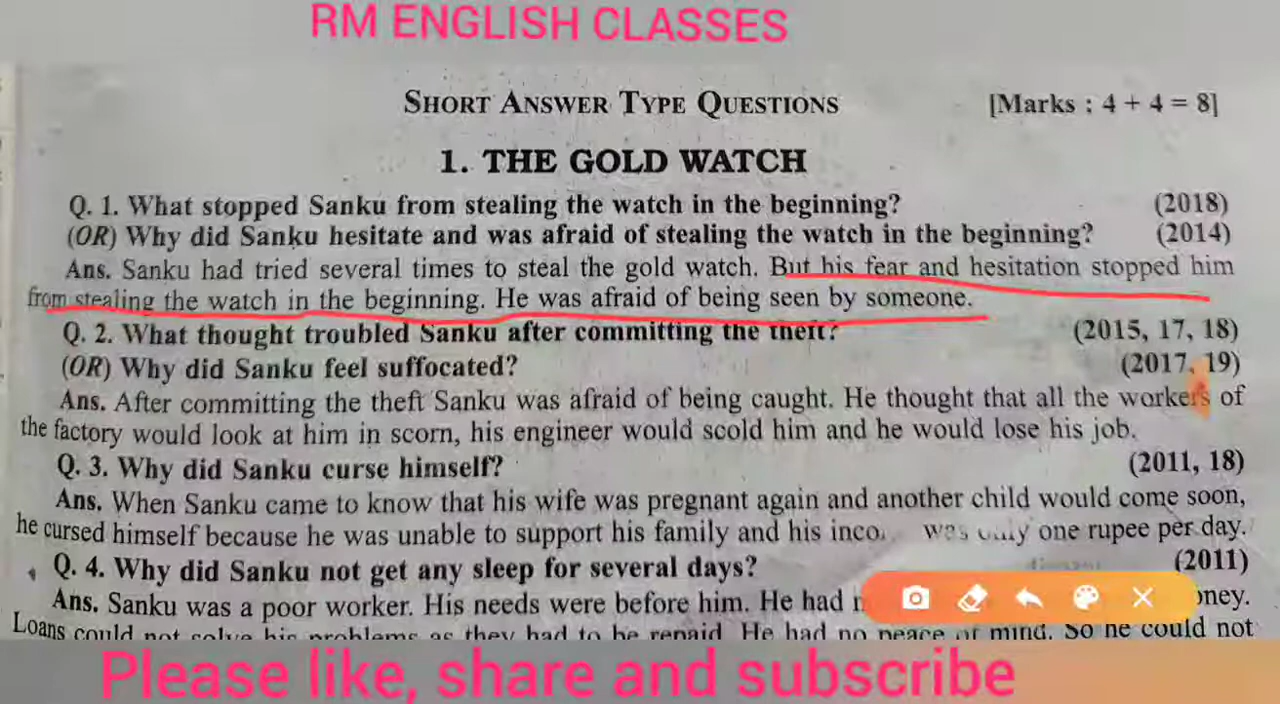 RM ENGLISH CLASSES
SHORT ANSWER TYPE QUESTIONS [Marks : 4 + 4 = 8]
1. THE GOLD WATCH
Q. 1. What stopped Sanku from stealing the watch in the beginning? (2018)
(OR) Why did Sanku hesitate and was afraid of stealing the watch in the beginning? (2014)
Ans. Sanku had tried several times to steal the gold watch. But his fear and hesitation stopped him
from stealing the watch in the beginning. He was afraid of being seen by someone.
Q. 2. What thought troubled Sanku after committing the theft? (2015, 17, 18)
(OR) Why did Sanku feel suffocated? (2017, 19)
Ans. After committing the theft Sanku was afraid of being caught. He thought that all the workers of
the factory would look at him in scorn, his engineer would scold him and he would lose his job.
Q. 3. Why did Sanku curse himself? (2011, 18)
Ans. When Sanku came to know that his wife was pregnant again and another child would come soon,
he cursed himself because he was unable to support his family and his was only one rupee per day.
Q. 4. Why did Sanku not get any sleep for several days? (2011)
Ans. Sanku was a poor worker. His needs were before him. He had
Loans could not solve his problems as they had to be repaid. He had no peace of mind. So he could not
Please like, share and subscribe